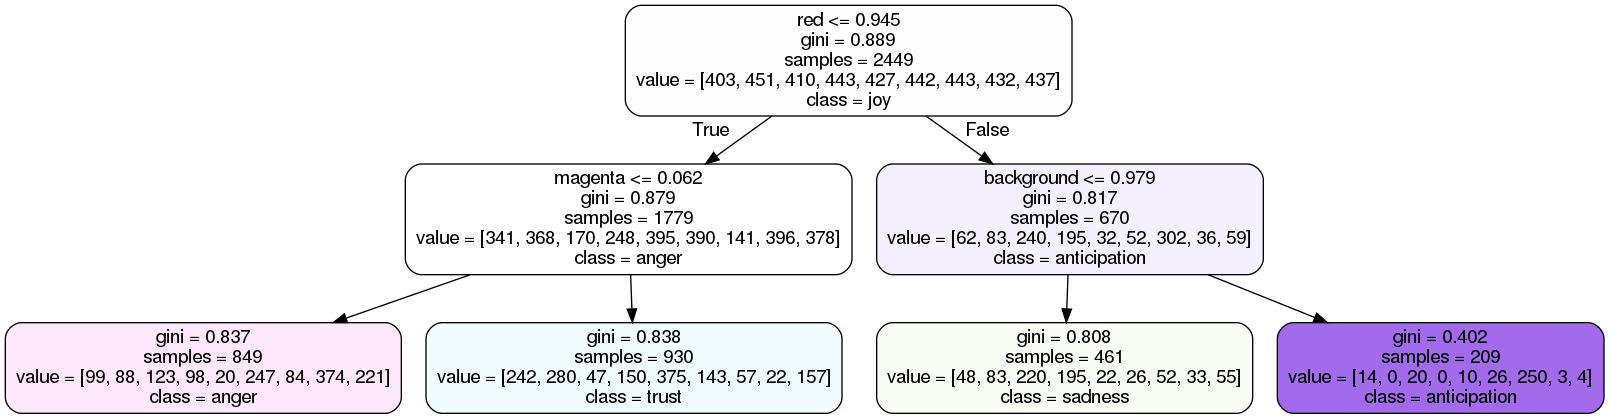 red <= 0.945
gini = 0.889
samples = 2449
value = [403, 451, 410, 443, 427, 442, 443, 432, 437]
class = joy
True
False
magenta <= 0.062
gini = 0.879
samples = 1779
value = [341, 368, 170, 248, 395, 390, 141, 396, 378]
class = anger
background <= 0.979
gini = 0.817
samples = 670
value = [62, 83, 240, 195, 32, 52, 302, 36, 59]
class = anticipation
gini = 0.837
samples = 849
value = [99, 88, 123, 98, 20, 247, 84, 374, 221]
class = anger
gini = 0.838
samples = 930
value = [242, 280, 47, 150, 375, 143, 57, 22, 157]
class = trust
gini = 0.808
samples = 461
value = [48, 83, 220, 195, 22, 26, 52, 33, 55]
class = sadness
gini = 0.402
samples = 209
value = [14, 0, 20, 0, 10, 26, 250, 3, 4]
class = anticipation